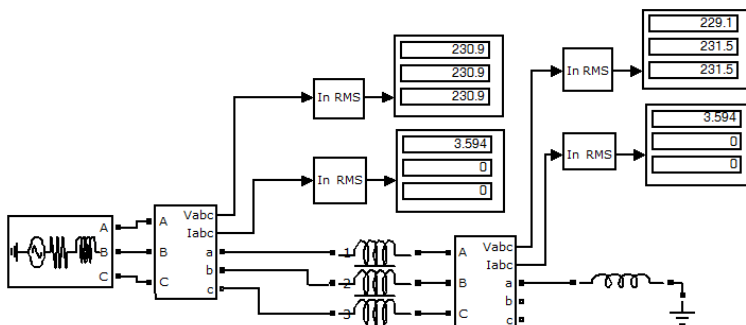 230.9
230.9
230.9
In RMS
229.1
231.5
231.5
In RMS
3.594
0
0
In RMS
3.594
0
0
In RMS
A
B
C
A
B
C
Vabc
Iabc
a
b
c
1
2
3
A
B
C
Vabc
Iabc
a
b
c